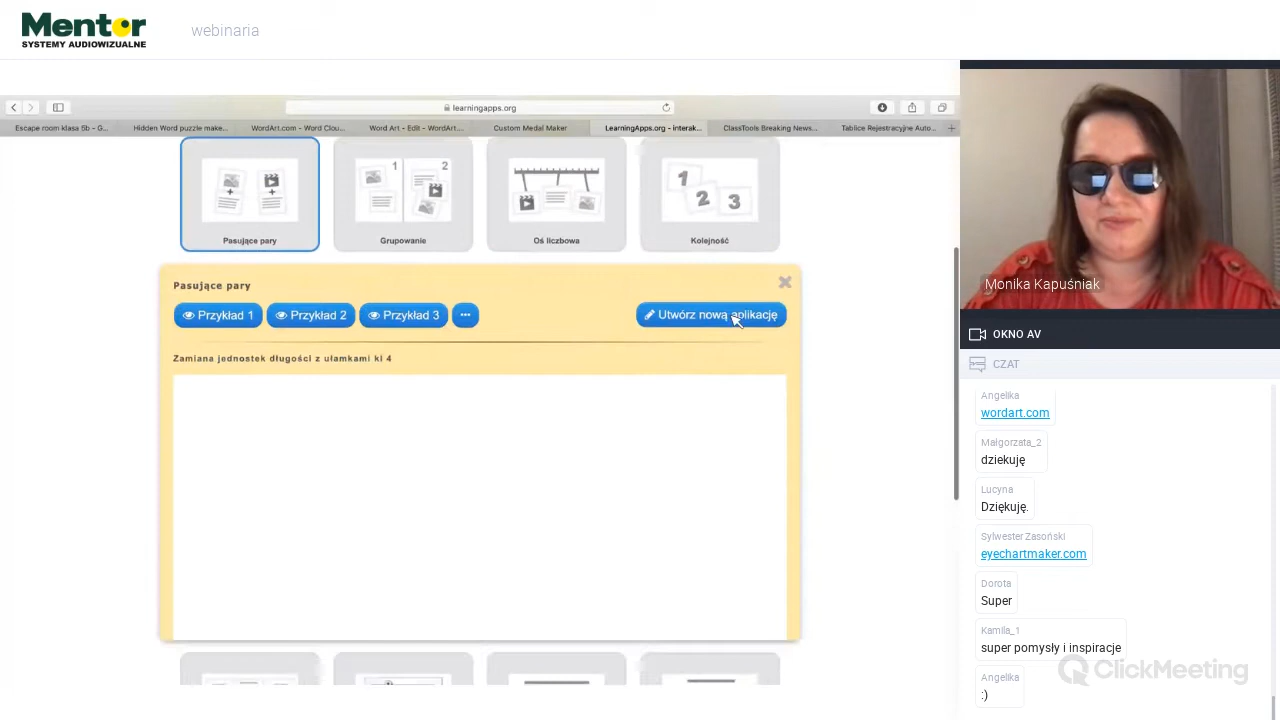 Mentor
SYSTEMY AUDIOWIZUALNE
webinaria
learningapps.org
Escape room klasa 5b - G...
Hidden Word puzzle make...
WordArt.com - Word Clou...
Word Art - Edit - WordArt....
Custom Medal Maker
LearningApps.org - interak...
ClassTools Breaking News...
Tablice Rejestracyjne Auto...
1
2
1
2
3
Pasujące pary
Grupowanie
Oś liczbowa
Kolejność
Pasujące pary
Przykład 1
Przykład 2
Przykład 3
...
Utwórz nową aplikację
Zamiana jednostek długości z ułamkami kl 4
Monika Kapuśniak
OKNO AV
CZAT
Angelika
wordart.com
Małgorzata_2
dziekuję
Lucyna
Dziękuję.
Sylwester Zasoński
eyechartmaker.com
Dorota
Super
Kamila_1
super pomysły i inspiracje
Angelika
:)
ClickMeeting